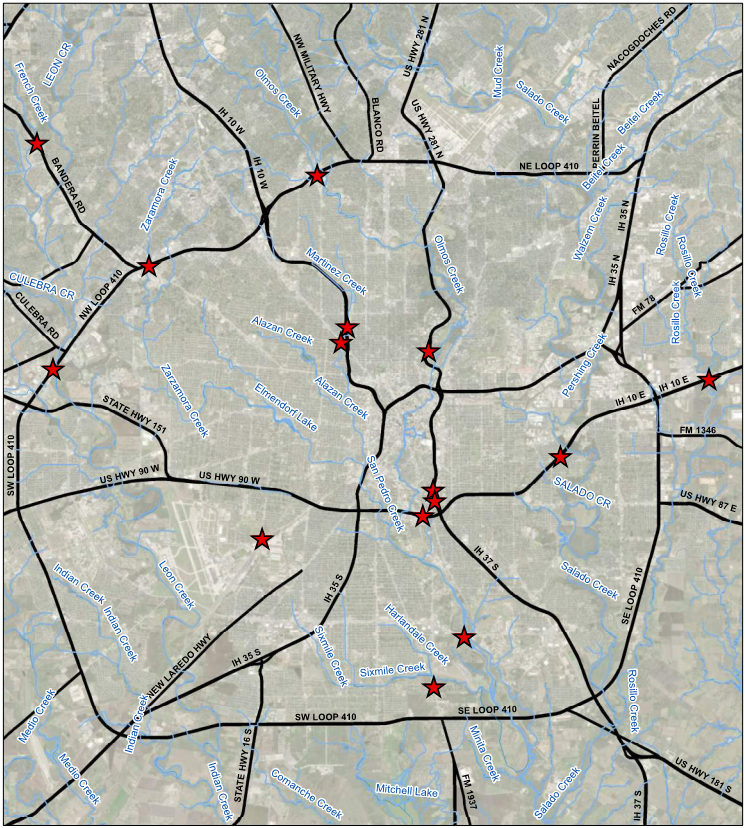 NACOGDOCHES RD
US HWY 281 N
NW MILITARY HWY
LEON CR
French Creek
Olmos Creek
Mud Creek
Salado Creek
BLANCO RD
IH 10 W
US HWY 281 N
PERRIN BEITEL
Beitel Creek
NE LOOP 410
Beitel Creek
IH 10 W
BANDERA RD
Zaramora Creek
Walzem Creek
IH 35 N
Rosillo Creek
Olmos Creek
Rosillo Creek
Martinez Creek
IH 35 N
CULEBRA CR
NW LOOP 410
FM 78
Rosillo Creek
CULEBRA RD
Alazan Creek
Pershing Creek
Zarzamora Creek
Alazan Creek
Elmendorf Lake
IH 10 E
IH 10 E
STATE HWY 151
FM 1346
SW LOOP 410
US HWY 90 W
US HWY 90 W
San Pedro Creek
SALADO CR
US HWY 87 E
IH 37 S
Indian Creek
Leon Creek
Salado Creek
IH 35 S
SE LOOP 410
Indian Creek
Harlandale Creek
Sixmile Creek
NEW LAREDO HWY
IH 35 S
Sixmile Creek
Rosillo Creek
Medio Creek
Indian Creek
SW LOOP 410
SE LOOP 410
Minita Creek
Medio Creek
Indian Creek
STATE HWY 16 S
Comanche Creek
Mitchell Lake
FM 1937
Salado Creek
US HWY 181 S
IH 37 S